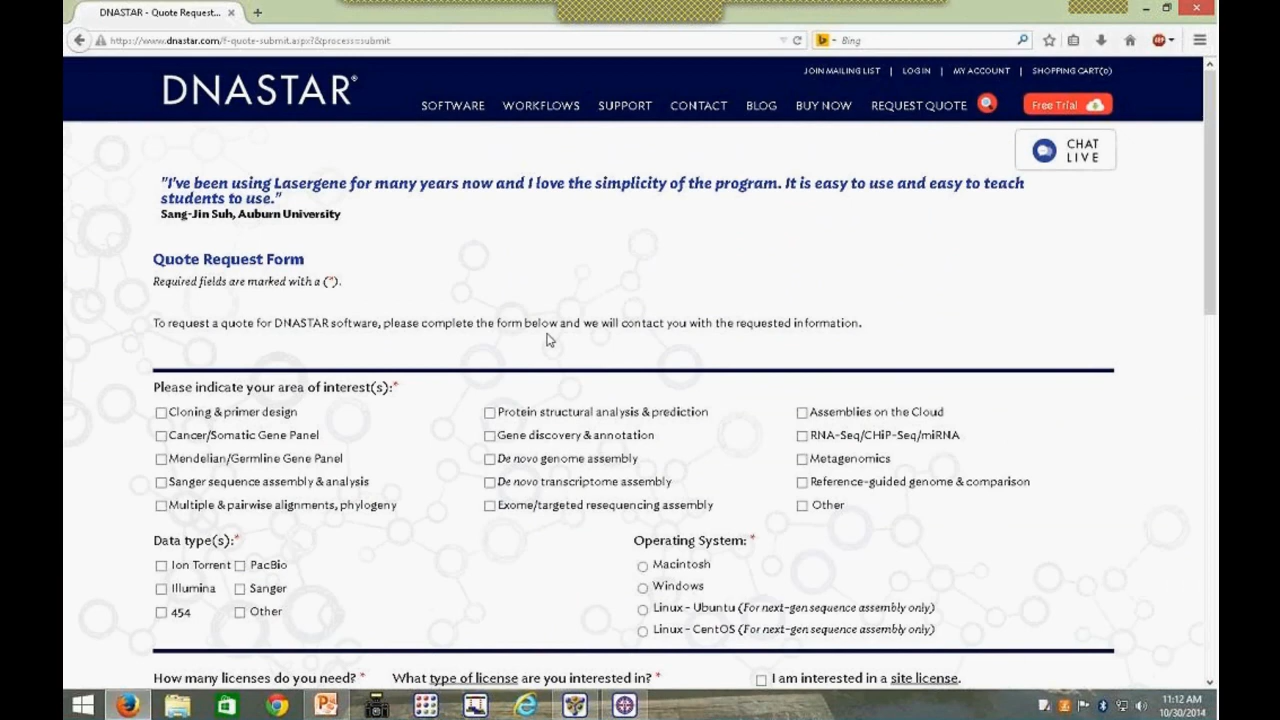 DNASTAR - Quote Request...
https://www.dnastar.com/f-quote-submit.aspx?&process=submit
Bing
JOIN MAILING LIST | LOG IN | MY ACCOUNT | SHOPPING CART(0)
DNASTAR®
SOFTWARE WORKFLOWS SUPPORT CONTACT BLOG BUY NOW REQUEST QUOTE Free Trial
CHAT
LIVE
"I've been using Lasergene for many years now and I love the simplicity of the program. It is easy to use and easy to teach
students to use."
Sang-Jin Suh, Auburn University
Quote Request Form
Required fields are marked with a (*).
To request a quote for DNASTAR software, please complete the form below and we will contact you with the requested information.
Please indicate your area of interest(s):*
Cloning & primer design Protein structural analysis & prediction Assemblies on the Cloud
Cancer/Somatic Gene Panel Gene discovery & annotation RNA-Seq/CHiP-Seq/miRNA
Mendelian/Germline Gene Panel De novo genome assembly Metagenomics
Sanger sequence assembly & analysis De novo transcriptome assembly Reference-guided genome & comparison
Multiple & pairwise alignments, phylogeny Exome/targeted resequencing assembly Other
Data type(s):* Operating System: *
Ion Torrent PacBio Macintosh
Illumina Sanger Windows
454 Other Linux - Ubuntu (For next-gen sequence assembly only)
Linux - CentOS (For next-gen sequence assembly only)
How many licenses do you need? * What type of license are you interested in? * I am interested in a site license.
11:12 AM
10/30/2014